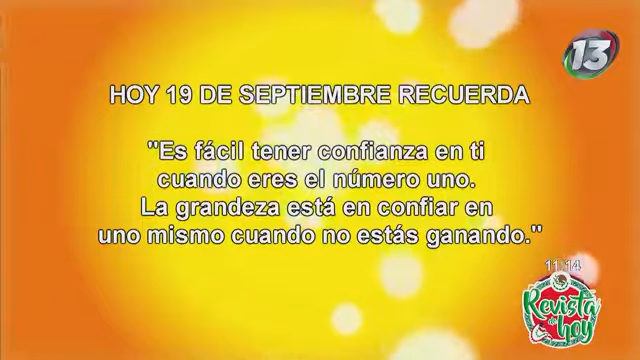 13
HOY 19 DE SEPTIEMBRE RECUERDA
"Es fácil tener confianza en ti
cuando eres el número uno.
La grandeza está en confiar en
uno mismo cuando no estás ganando."
11:14
Revista
de
hoy